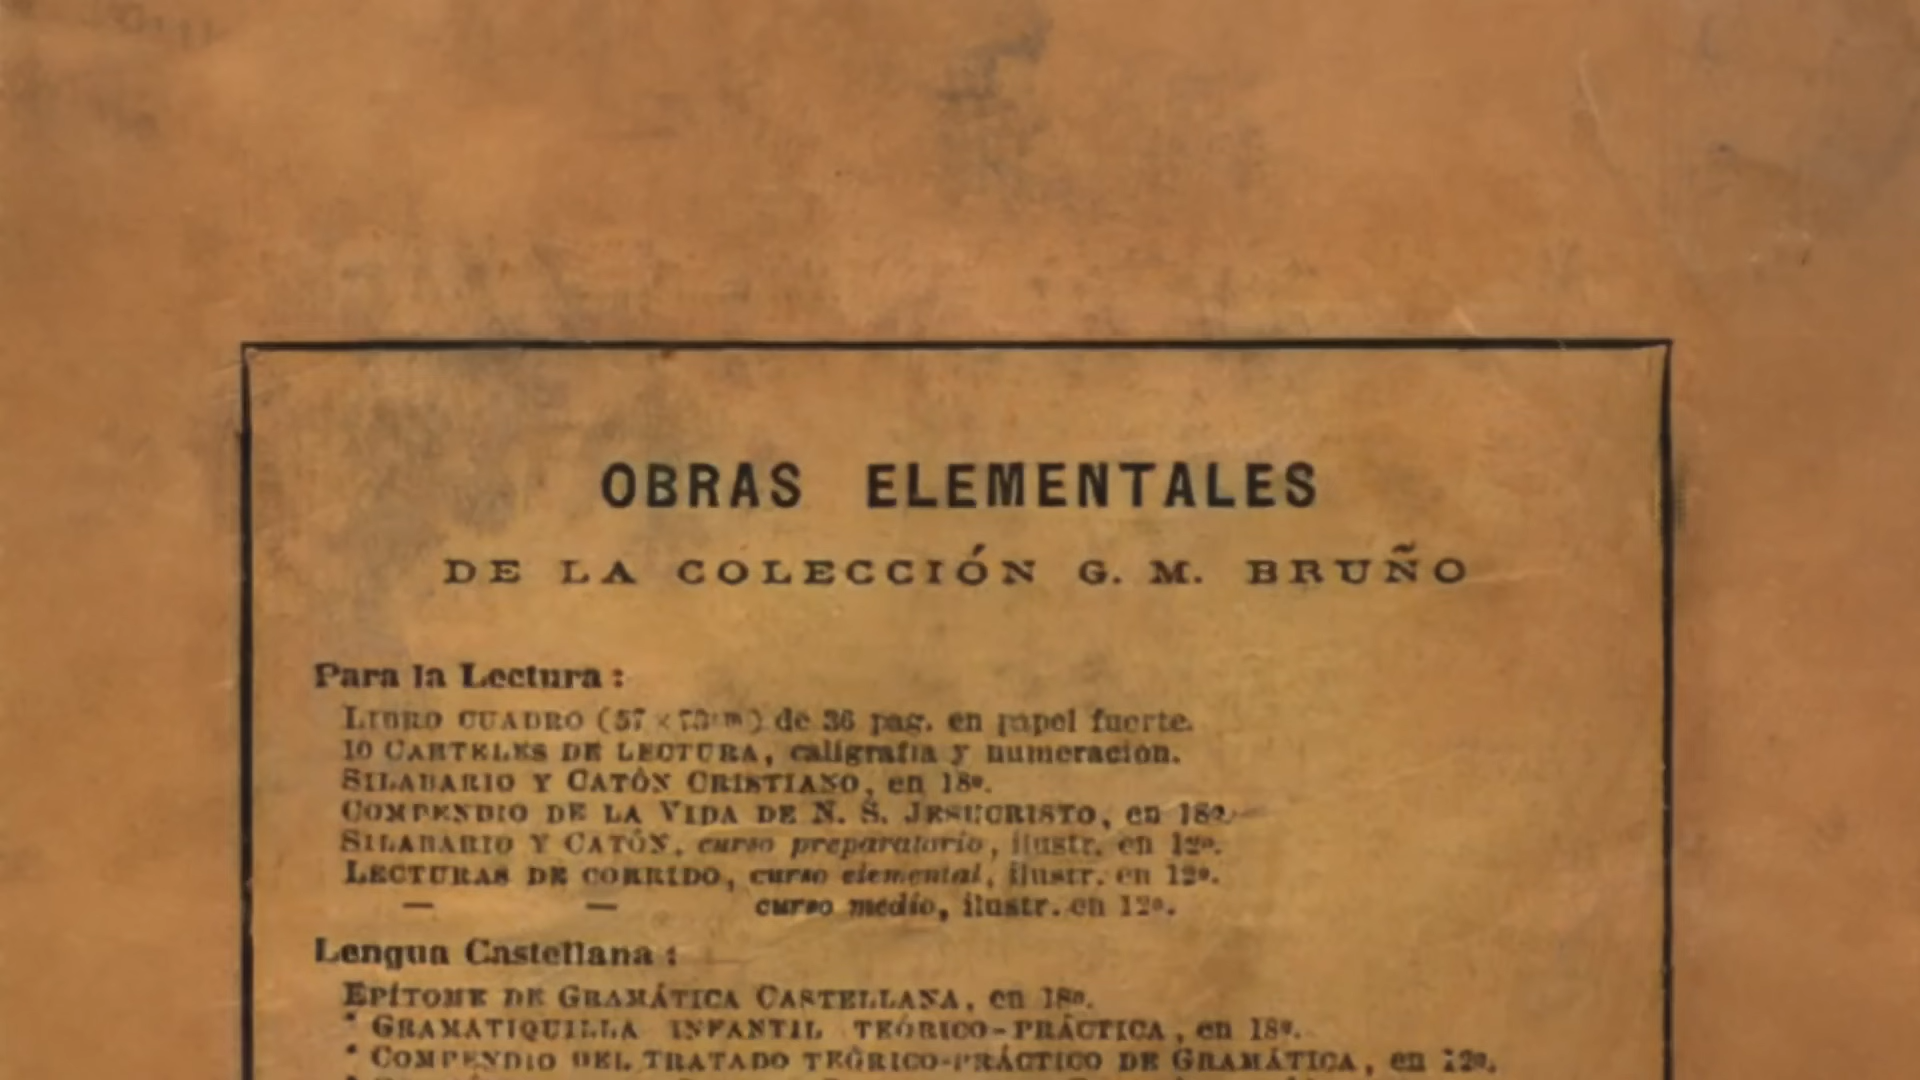 OBRAS ELEMENTALES
DE LA COLECCIÓN G. M. BRUÑO
Para la Lectura :
LIBRO CUADRO ( de 36 pag. en papel fuerte.
10 CARTELES DE LECTURA, caligrafía y numeración.
SILABARIO Y CATÓN CRISTIANO, en 18º.
COMPENDIO DE LA VIDA DE N. S. JESUCRISTO, en 18º.
SILABARIO Y CATÓN, curso preparatorio, ilustr. en 12º.
LECTURAS DE CORRIDO, curso elemental, ilustr. en 12º.
— — curso medio, ilustr. en 12º.
Lengua Castellana :
EPÍTOME DE GRAMÁTICA CASTELLANA, en 18º.
* GRAMATIQUILLA INFANTIL TEÓRICO-PRÁCTICA, en 18º.
* COMPENDIO DEL TRATADO TEÓRICO-PRÁCTICO DE GRAMÁTICA, en 12º.